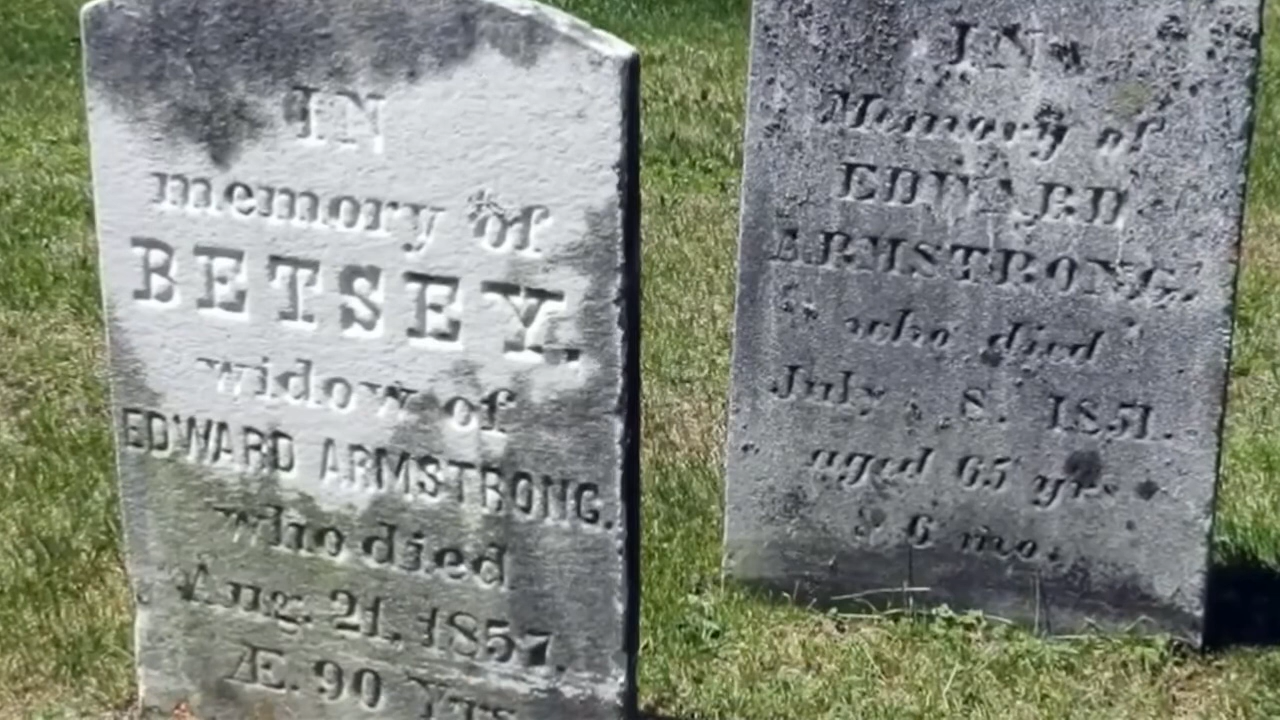 IN
memory of
BETSEY.
widow of
EDWARD ARMSTRONG.
who died
Aug. 21, 1857.
Æ. 90 Yrs
IN
Memory of
EDWARD
ARMSTRONG.
who died
July 8. 1851.
aged 65 yrs
& 6 mo.